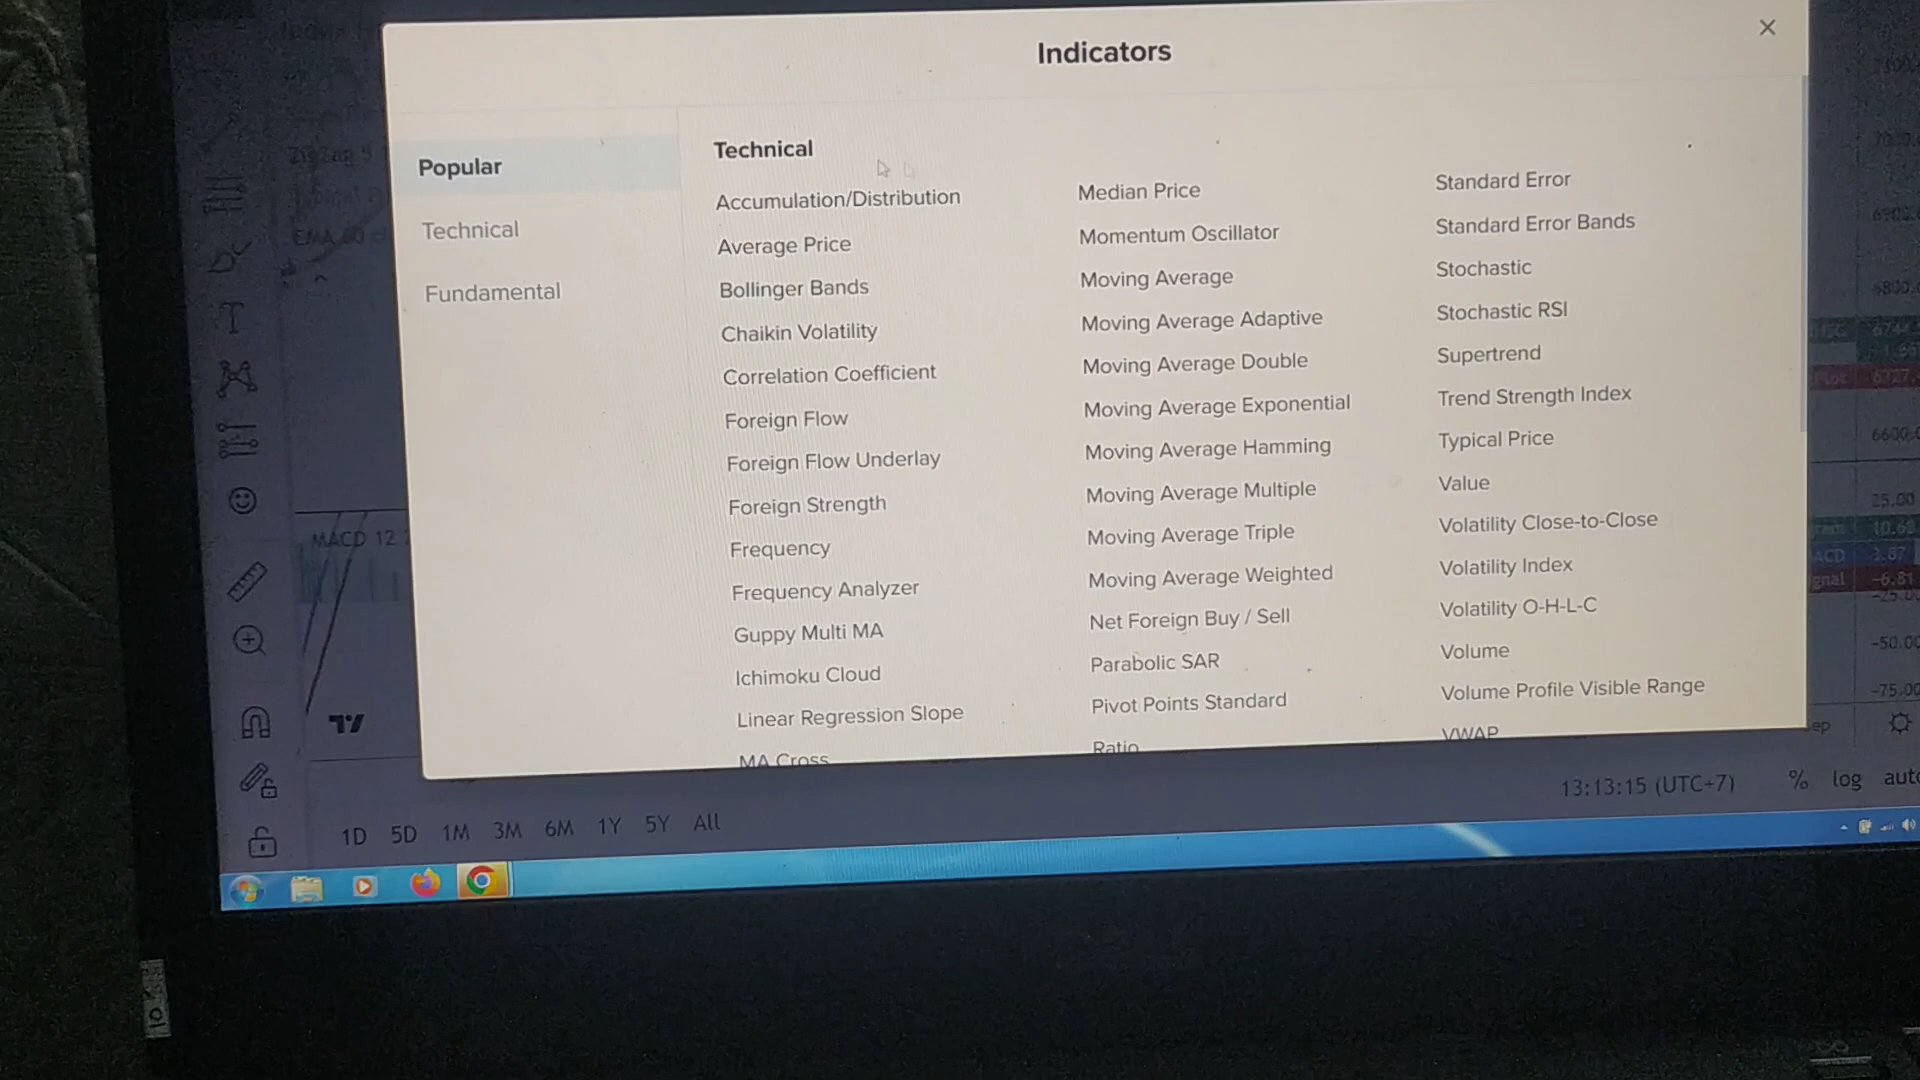 Indicators
Popular
Technical
Fundamental
Technical
Accumulation/Distribution
Average Price
Bollinger Bands
Chaikin Volatility
Correlation Coefficient
Foreign Flow
Foreign Flow Underlay
Foreign Strength
Frequency
Frequency Analyzer
Guppy Multi MA
Ichimoku Cloud
Linear Regression Slope
MA Cross
Median Price
Momentum Oscillator
Moving Average
Moving Average Adaptive
Moving Average Double
Moving Average Exponential
Moving Average Hamming
Moving Average Multiple
Moving Average Triple
Moving Average Weighted
Net Foreign Buy / Sell
Parabolic SAR
Pivot Points Standard
Ratio
Standard Error
Standard Error Bands
Stochastic
Stochastic RSI
Supertrend
Trend Strength Index
Typical Price
Value
Volatility Close-to-Close
Volatility Index
Volatility O-H-L-C
Volume
Volume Profile Visible Range
VWAP
MACD 12
25.00
-50.00
-75.00
13:13:15 (UTC+7) % log auto
1D 5D 1M 3M 6M 1Y 5Y All